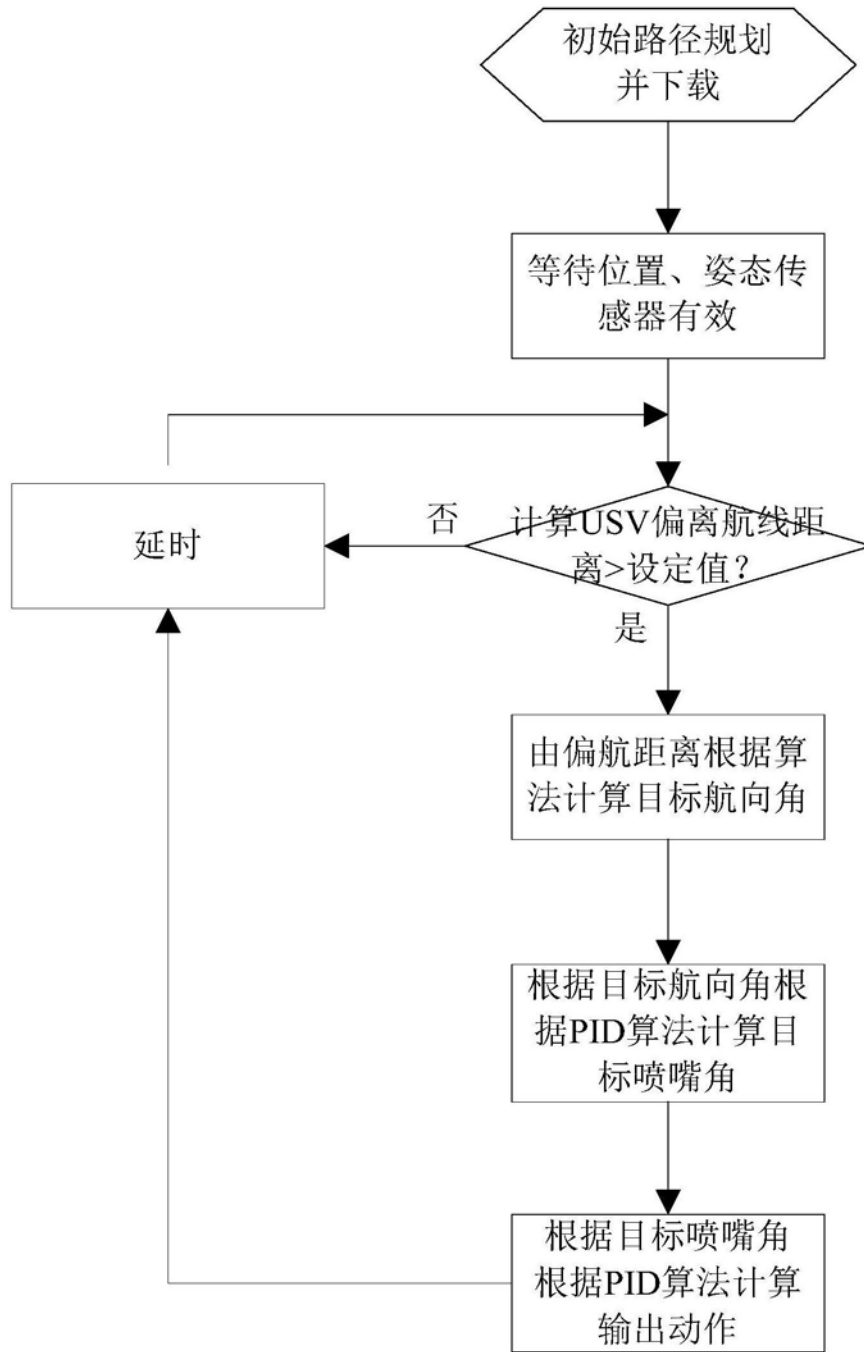 初始路径规划
并下载
等待位置、姿态传
感器有效
延时
否
计算USV偏离航线距
离>设定值？
是
由偏航距离根据算
法计算目标航向角
根据目标航向角根
据PID算法计算目
标喷嘴角
根据目标喷嘴角
根据PID算法计算
输出动作